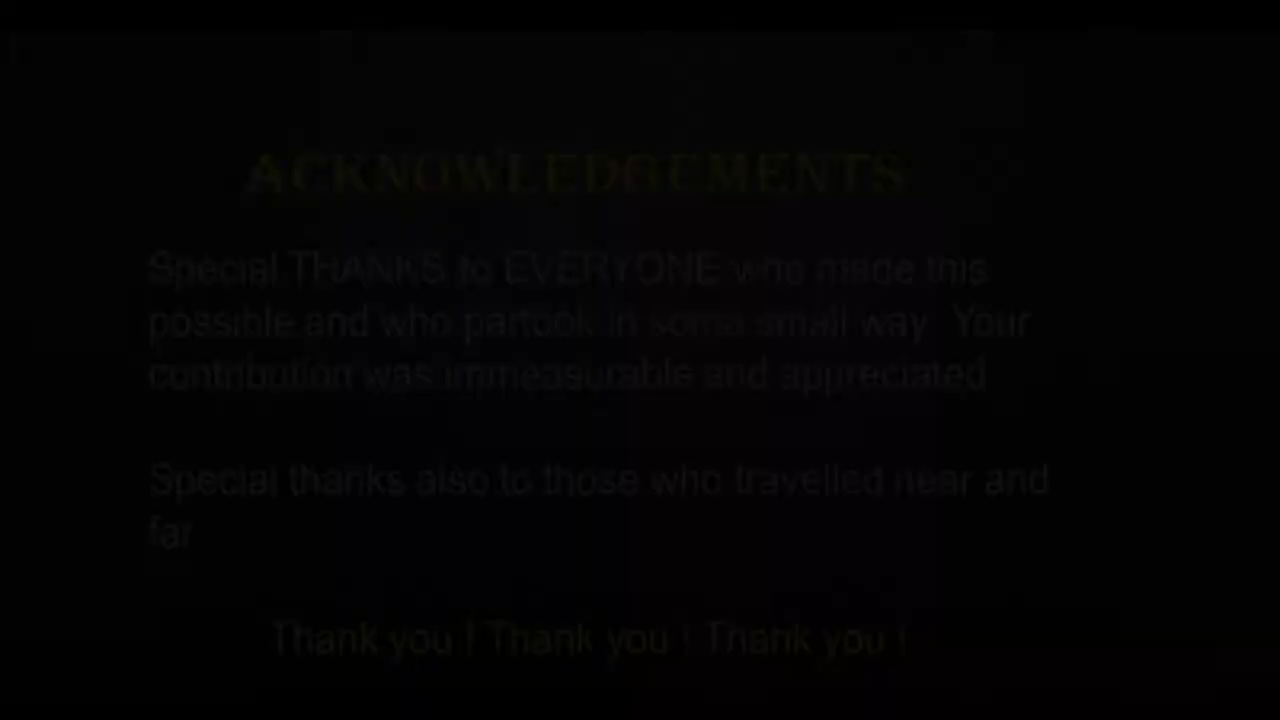 ACKNOWLEDGEMENTS
Special THANKS to EVERYONE who made this
possible and who partook in some small way. Your
contribution was immeasurable and appreciated
Special thanks also to those who travelled near and
far
Thank you ! Thank you ! Thank you !